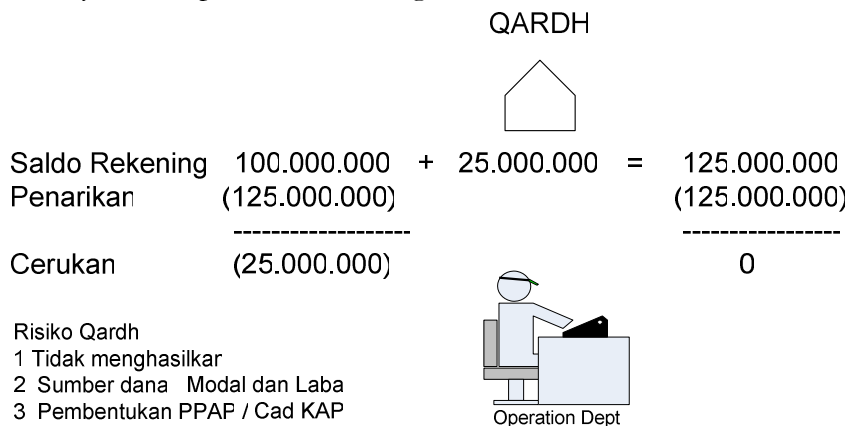 QARDH
Saldo Rekening 100.000.000 + 25.000.000 = 125.000.000
Penarikan (125.000.000) (125.000.000)
------------------- -----------------
Cerukan (25.000.000) 0
Risiko Qardh
1 Tidak menghasilkan
2 Sumber dana Modal dan Laba
3 Pembentukan PPAP / Cad KAP
Operation Dept